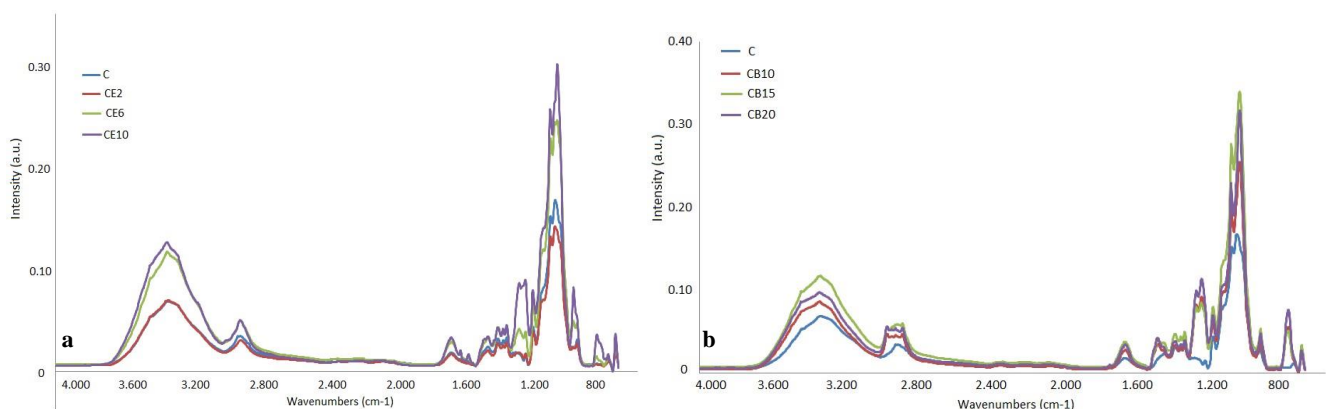 0.30
0.20
0.10
0
Intensity (a.u.)
C
CE2
CE6
CE10
a
4.000 3.600 3.200 2.800 2.400 2.000 1.600 1.200 800
Wavenumbers (cm-1)
0.40
0.30
0.20
0.10
0
Intensity (a.u.)
C
CB10
CB15
CB20
b
4.000 3.600 3.200 2.800 2.400 2.000 1.600 1.200 800
Wavenumbers (cm-1)